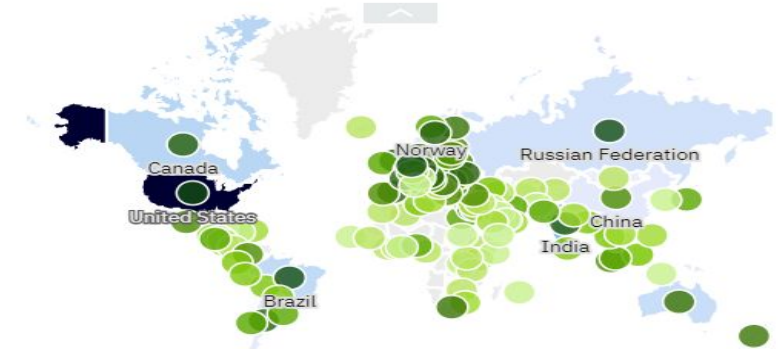 Norway
Canada
Russian Federation
United States
China
India
Brazil